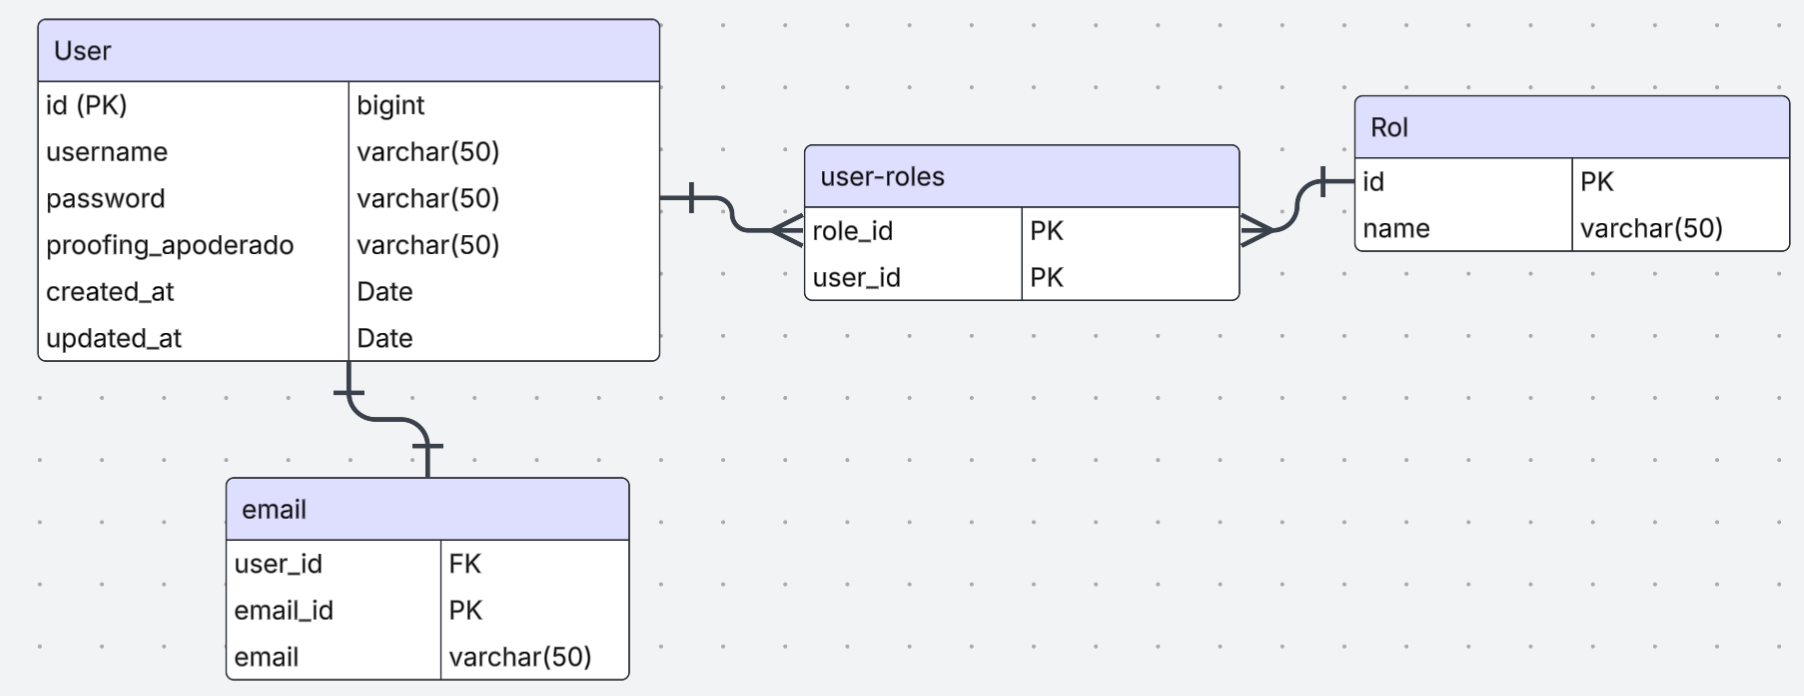 User
id (PK) bigint
username varchar(50)
password varchar(50)
proofing_apoderado varchar(50)
created_at Date
updated_at Date
user-roles
role_id PK
user_id PK
Rol
id PK
name varchar(50)
email
user_id FK
email_id PK
email varchar(50)